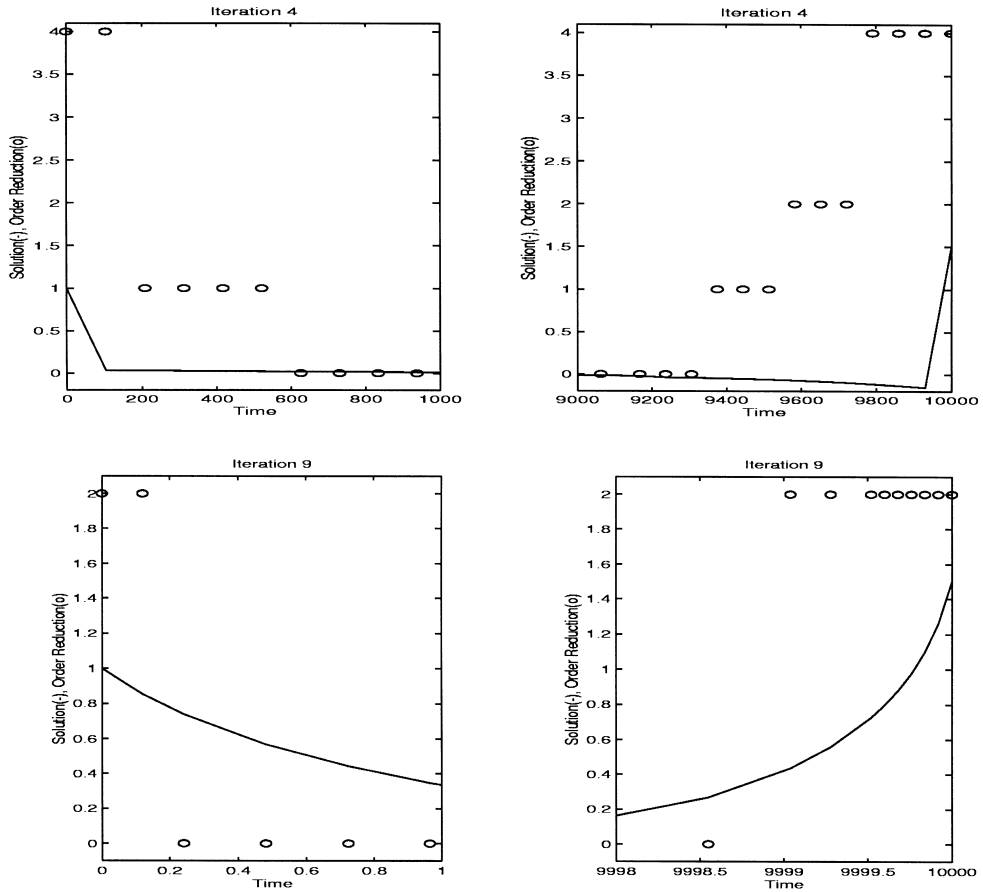 Iteration 4
4
3.5
3
2.5
2
1.5
1
0.5
0
0 200 400 600 800 1000
Time
Solution(-), Order Reduction(o)
Iteration 4
4
3.5
3
2.5
2
1.5
1
0.5
0
9000 9200 9400 9600 9800 10000
Time
Solution(-), Order Reduction(o)
Iteration 9
2
1.8
1.6
1.4
1.2
1
0.8
0.6
0.4
0.2
0
0 0.2 0.4 0.6 0.8 1
Time
Solution(-), Order Reduction(o)
Iteration 9
2
1.8
1.6
1.4
1.2
1
0.8
0.6
0.4
0.2
0
9998 9998.5 9999 9999.5 10000
Time
Solution(-), Order Reduction(o)